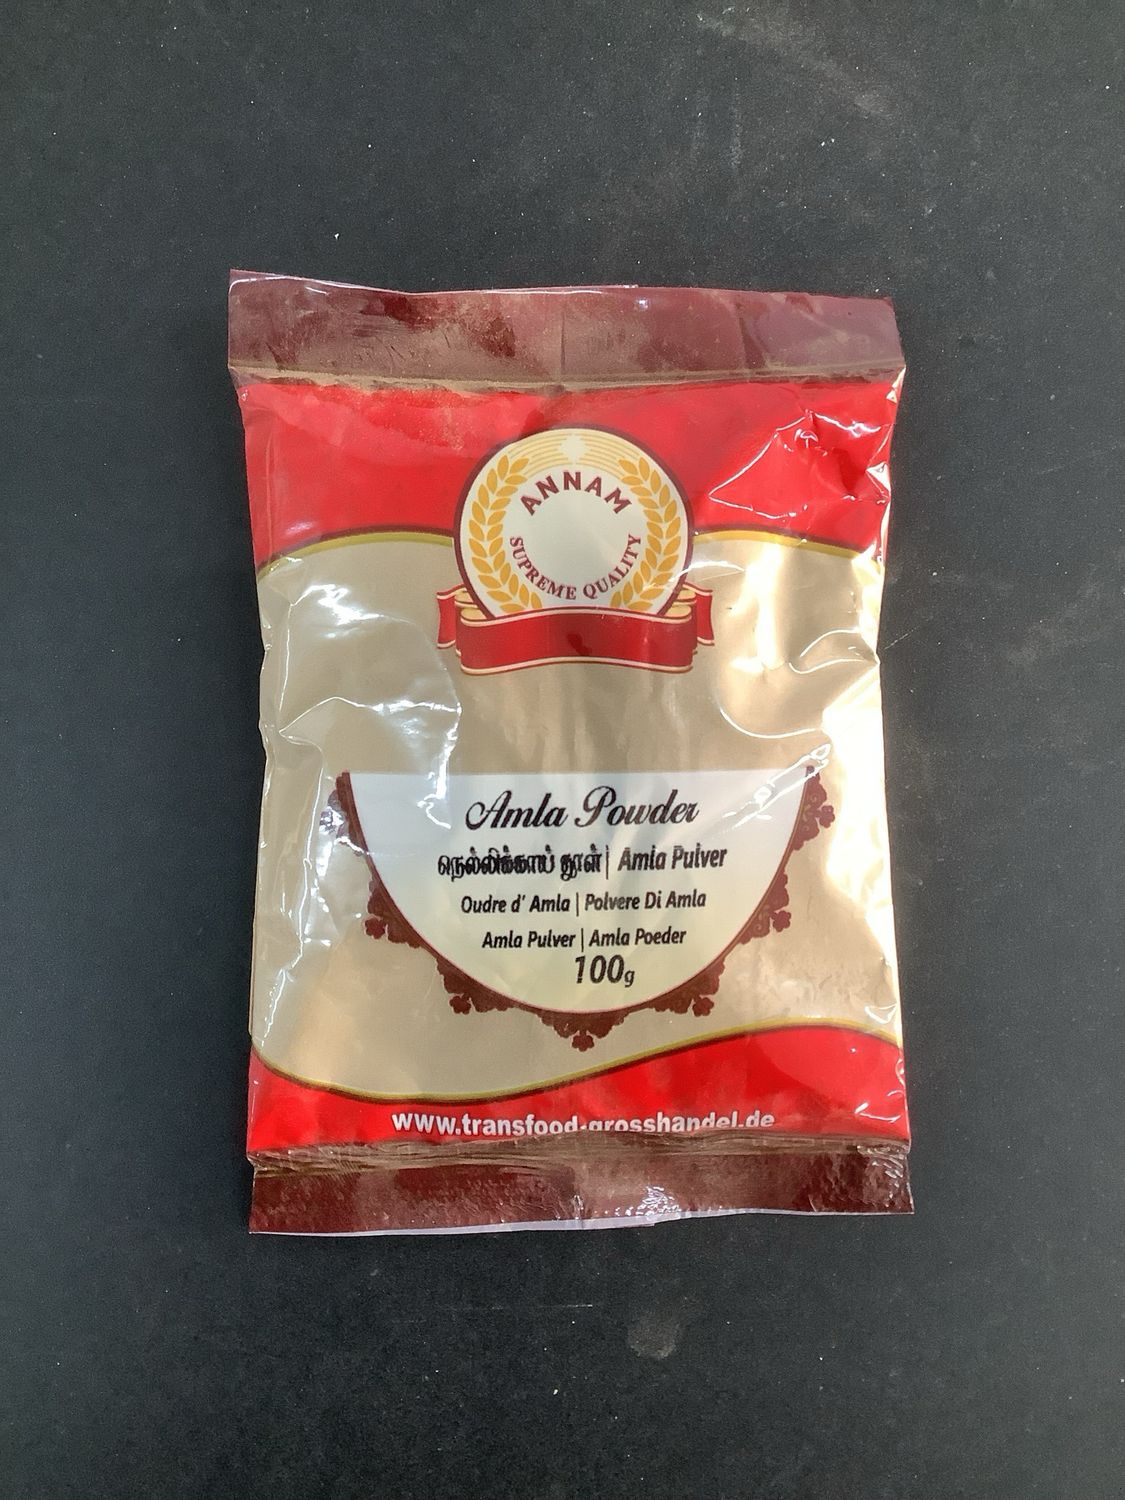 ANNAM
SUPREME QUALITY
Amla Powder
நெல்லிக்காய் தூள் | Amla Pulver
Oudre d' Amla | Polvere Di Amla
Amla Pulver | Amla Poeder
100g
www.transfood-grosshandel.de